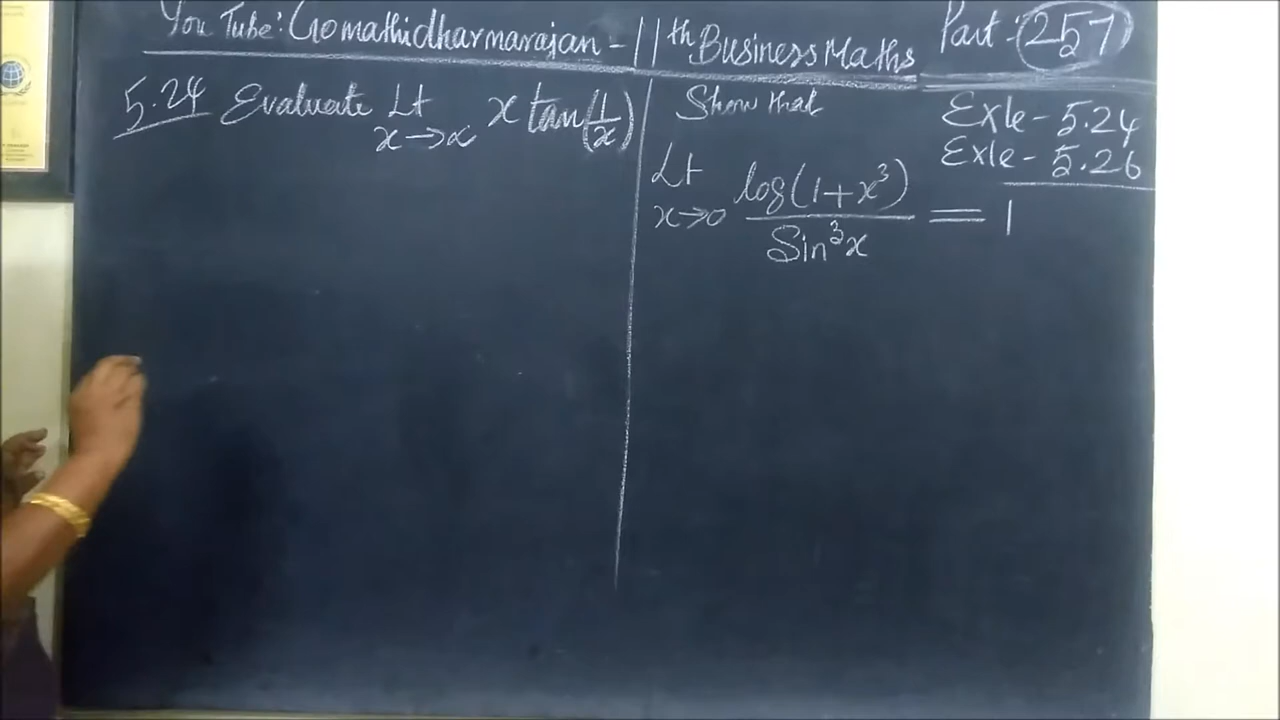 You Tube: Gomathidharmarajan - 11th Business Maths Part: 257
5.24 Evaluate Lt x→∝ x tan(1/x)
Show that
Lt x→0 log(1+x³)/Sin³x = 1
Exle - 5.24
Exle - 5.26